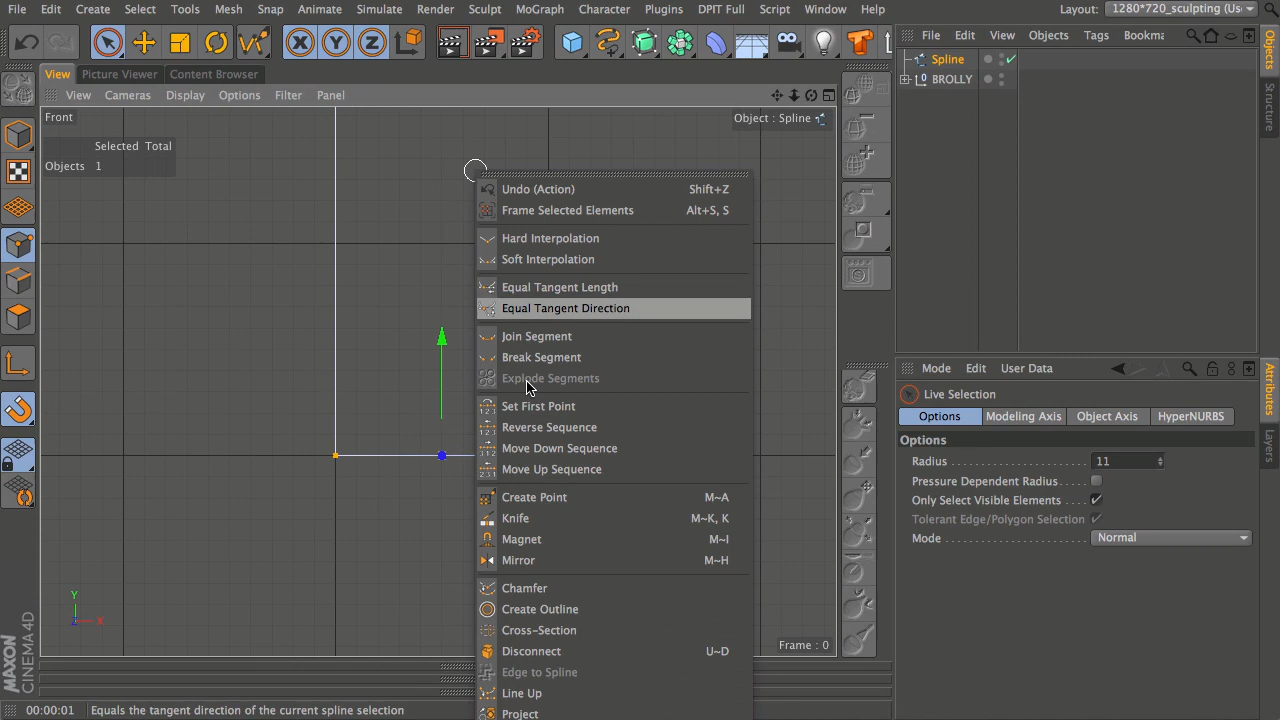 File Edit Create Select Tools Mesh Snap Animate Simulate Render Sculpt MoGraph Character Plugins DPIT Full Script Window Help Layout: 1280*720_sculpting (Us
View Picture Viewer Content Browser
View Cameras Display Options Filter Panel
Front
Object : Spline
Selected Total
Objects 1
Undo (Action) Shift+Z
Frame Selected Elements Alt+S, S
Hard Interpolation
Soft Interpolation
Equal Tangent Length
Equal Tangent Direction
Join Segment
Break Segment
Explode Segments
Set First Point
Reverse Sequence
Move Down Sequence
Move Up Sequence
Create Point M~A
Knife M~K, K
Magnet M~I
Mirror M~H
Chamfer
Create Outline
Cross-Section
Disconnect U~D
Edge to Spline
Line Up
Project
Y
Z X
Frame : 0
MAXON
CINEMA 4D
00:00:01 Equals the tangent direction of the current spline selection
File Edit View Objects Tags Bookma
Spline
BROLLY
Objects
Structure
Mode Edit User Data
Live Selection
Options Modeling Axis Object Axis HyperNURBS
Options
Radius 11
Pressure Dependent Radius
Only Select Visible Elements
Tolerant Edge/Polygon Selection
Mode Normal
Attributes
Layers